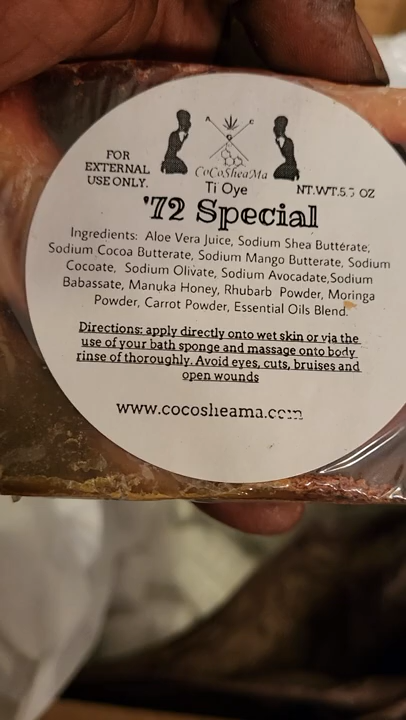 FOR
EXTERNAL
USE ONLY.
CoCoSheaMa
Ti Oye
NT.WT.5.5 OZ
'72 Special
Ingredients: Aloe Vera Juice, Sodium Shea Butterate,
Sodium Cocoa Butterate, Sodium Mango Butterate, Sodium
Cocoate, Sodium Olivate, Sodium Avocadate,Sodium
Babassate, Manuka Honey, Rhubarb Powder, Moringa
Powder, Carrot Powder, Essential Oils Blend.
Directions: apply directly onto wet skin or via the
use of your bath sponge and massage onto body
rinse of thoroughly. Avoid eyes, cuts, bruises and
open wounds
www.cocosheama.com